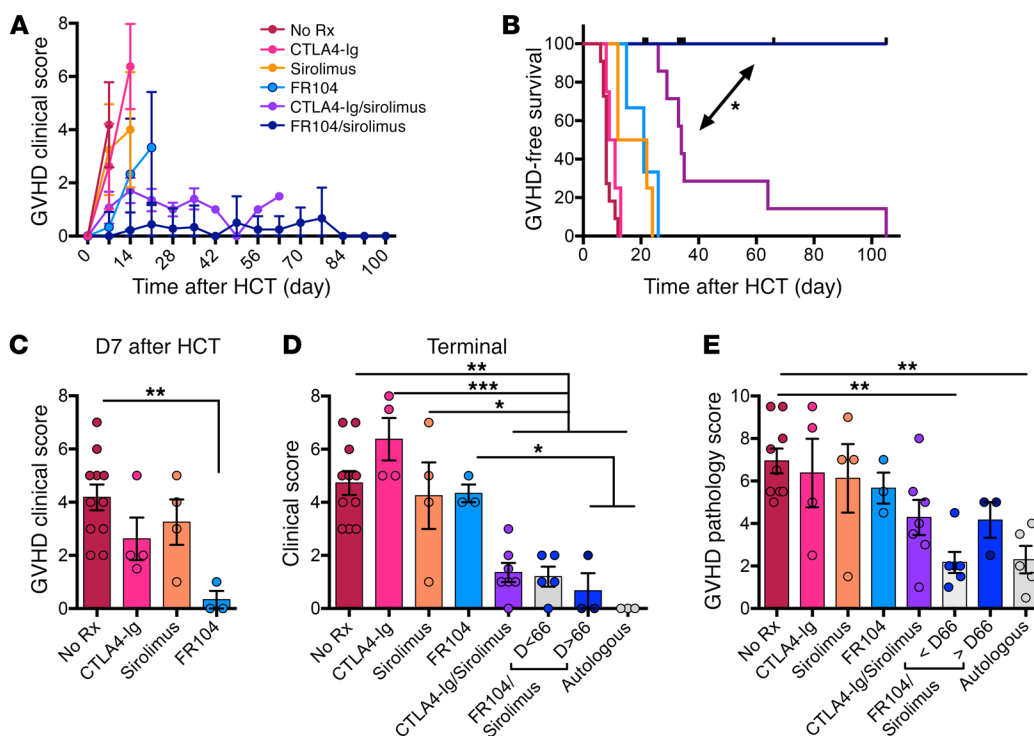 A
GVHD clinical score
8
6
4
2
0
0
14
28
42
56
70
84
100
Time after HCT (day)
No Rx
CTLA4-Ig
Sirolimus
FR104
CTLA4-Ig/sirolimus
FR104/sirolimus
B
GVHD-free survival
100
80
60
40
20
0
*
0
20
40
60
80
100
Time after HCT (day)
C
D7 after HCT
GVHD clinical score
8
6
4
2
0
**
No Rx
CTLA4-Ig
Sirolimus
FR104
D
Terminal
Clinical score
8
6
4
2
0
**
***
*
*
No Rx
CTLA4-Ig
Sirolimus
FR104
CTLA4-Ig/Sirolimus
D<66
D>66
FR104/
Sirolimus
Autologous
E
GVHD pathology score
10
8
6
4
2
0
**
**
No Rx
CTLA4-Ig
Sirolimus
FR104
CTLA4-Ig/Sirolimus
< D66
> D66
FR104/
Sirolimus
Autologous